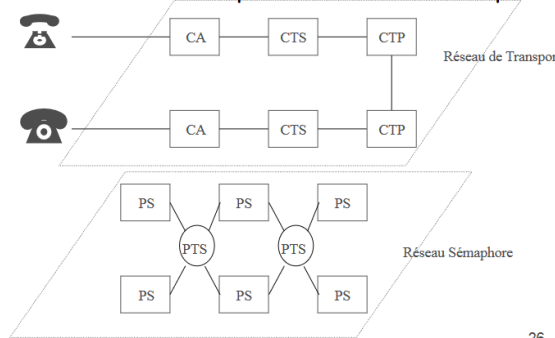 CA CTS CTP
Réseau de Transpor
CA CTS CTP
PS PS PS
PTS PTS
Réseau Sémaphore
PS PS PS